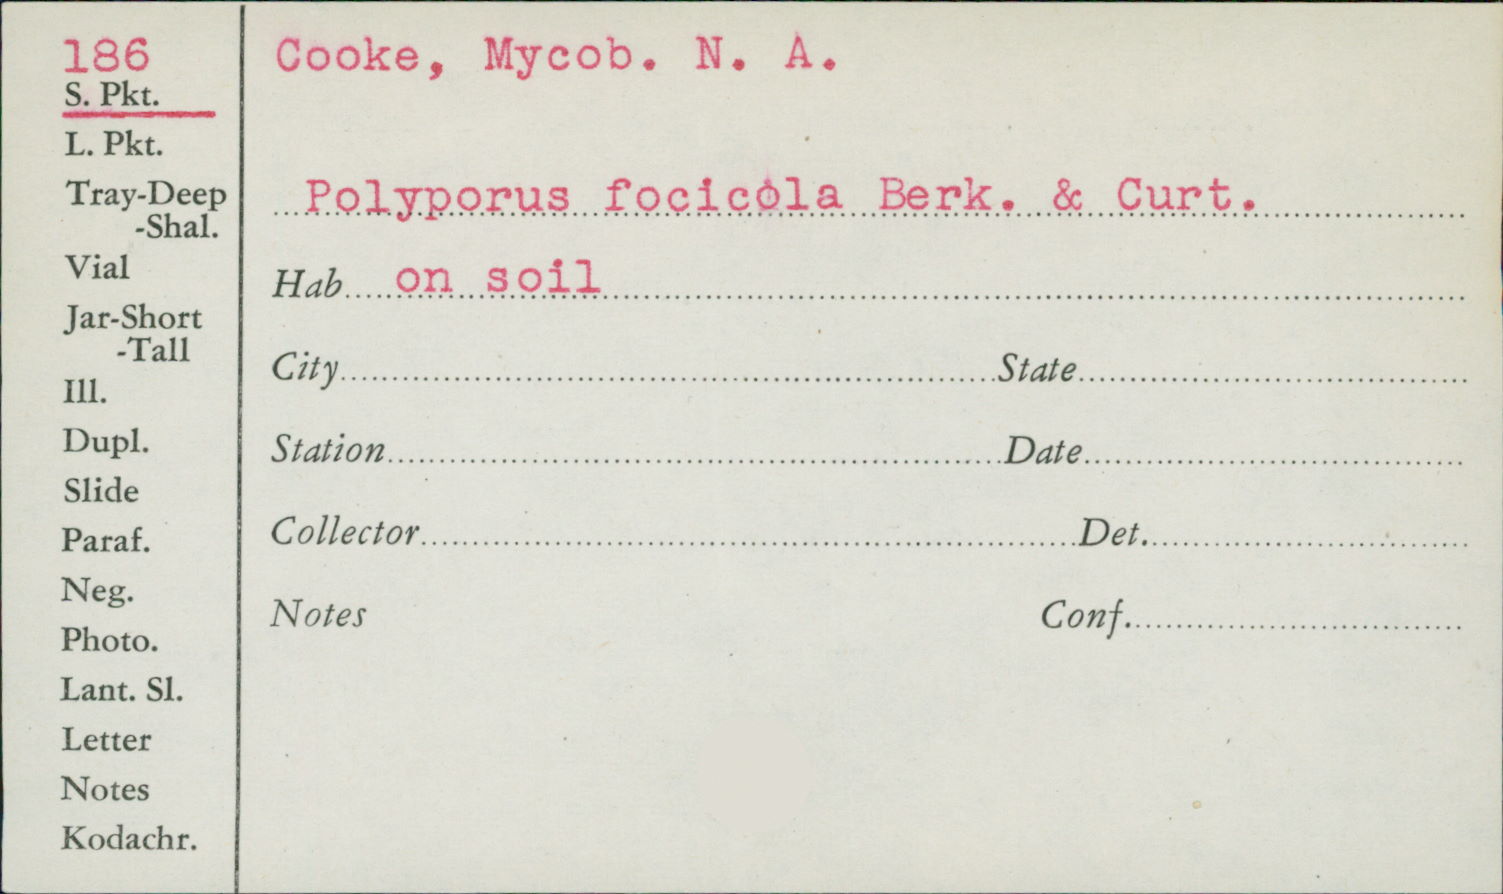 186
S. Pkt.
L. Pkt.
Tray-Deep
-Shal.
Vial
Jar-Short
-Tall
Ill.
Dupl.
Slide
Paraf.
Neg.
Photo.
Lant. Sl.
Letter
Notes
Kodachr.
Cooke, Mycob. N. A.
Polyporus focicola Berk. & Curt.
Hab on soil
City State
Station Date
Collector Det.
Notes Conf.